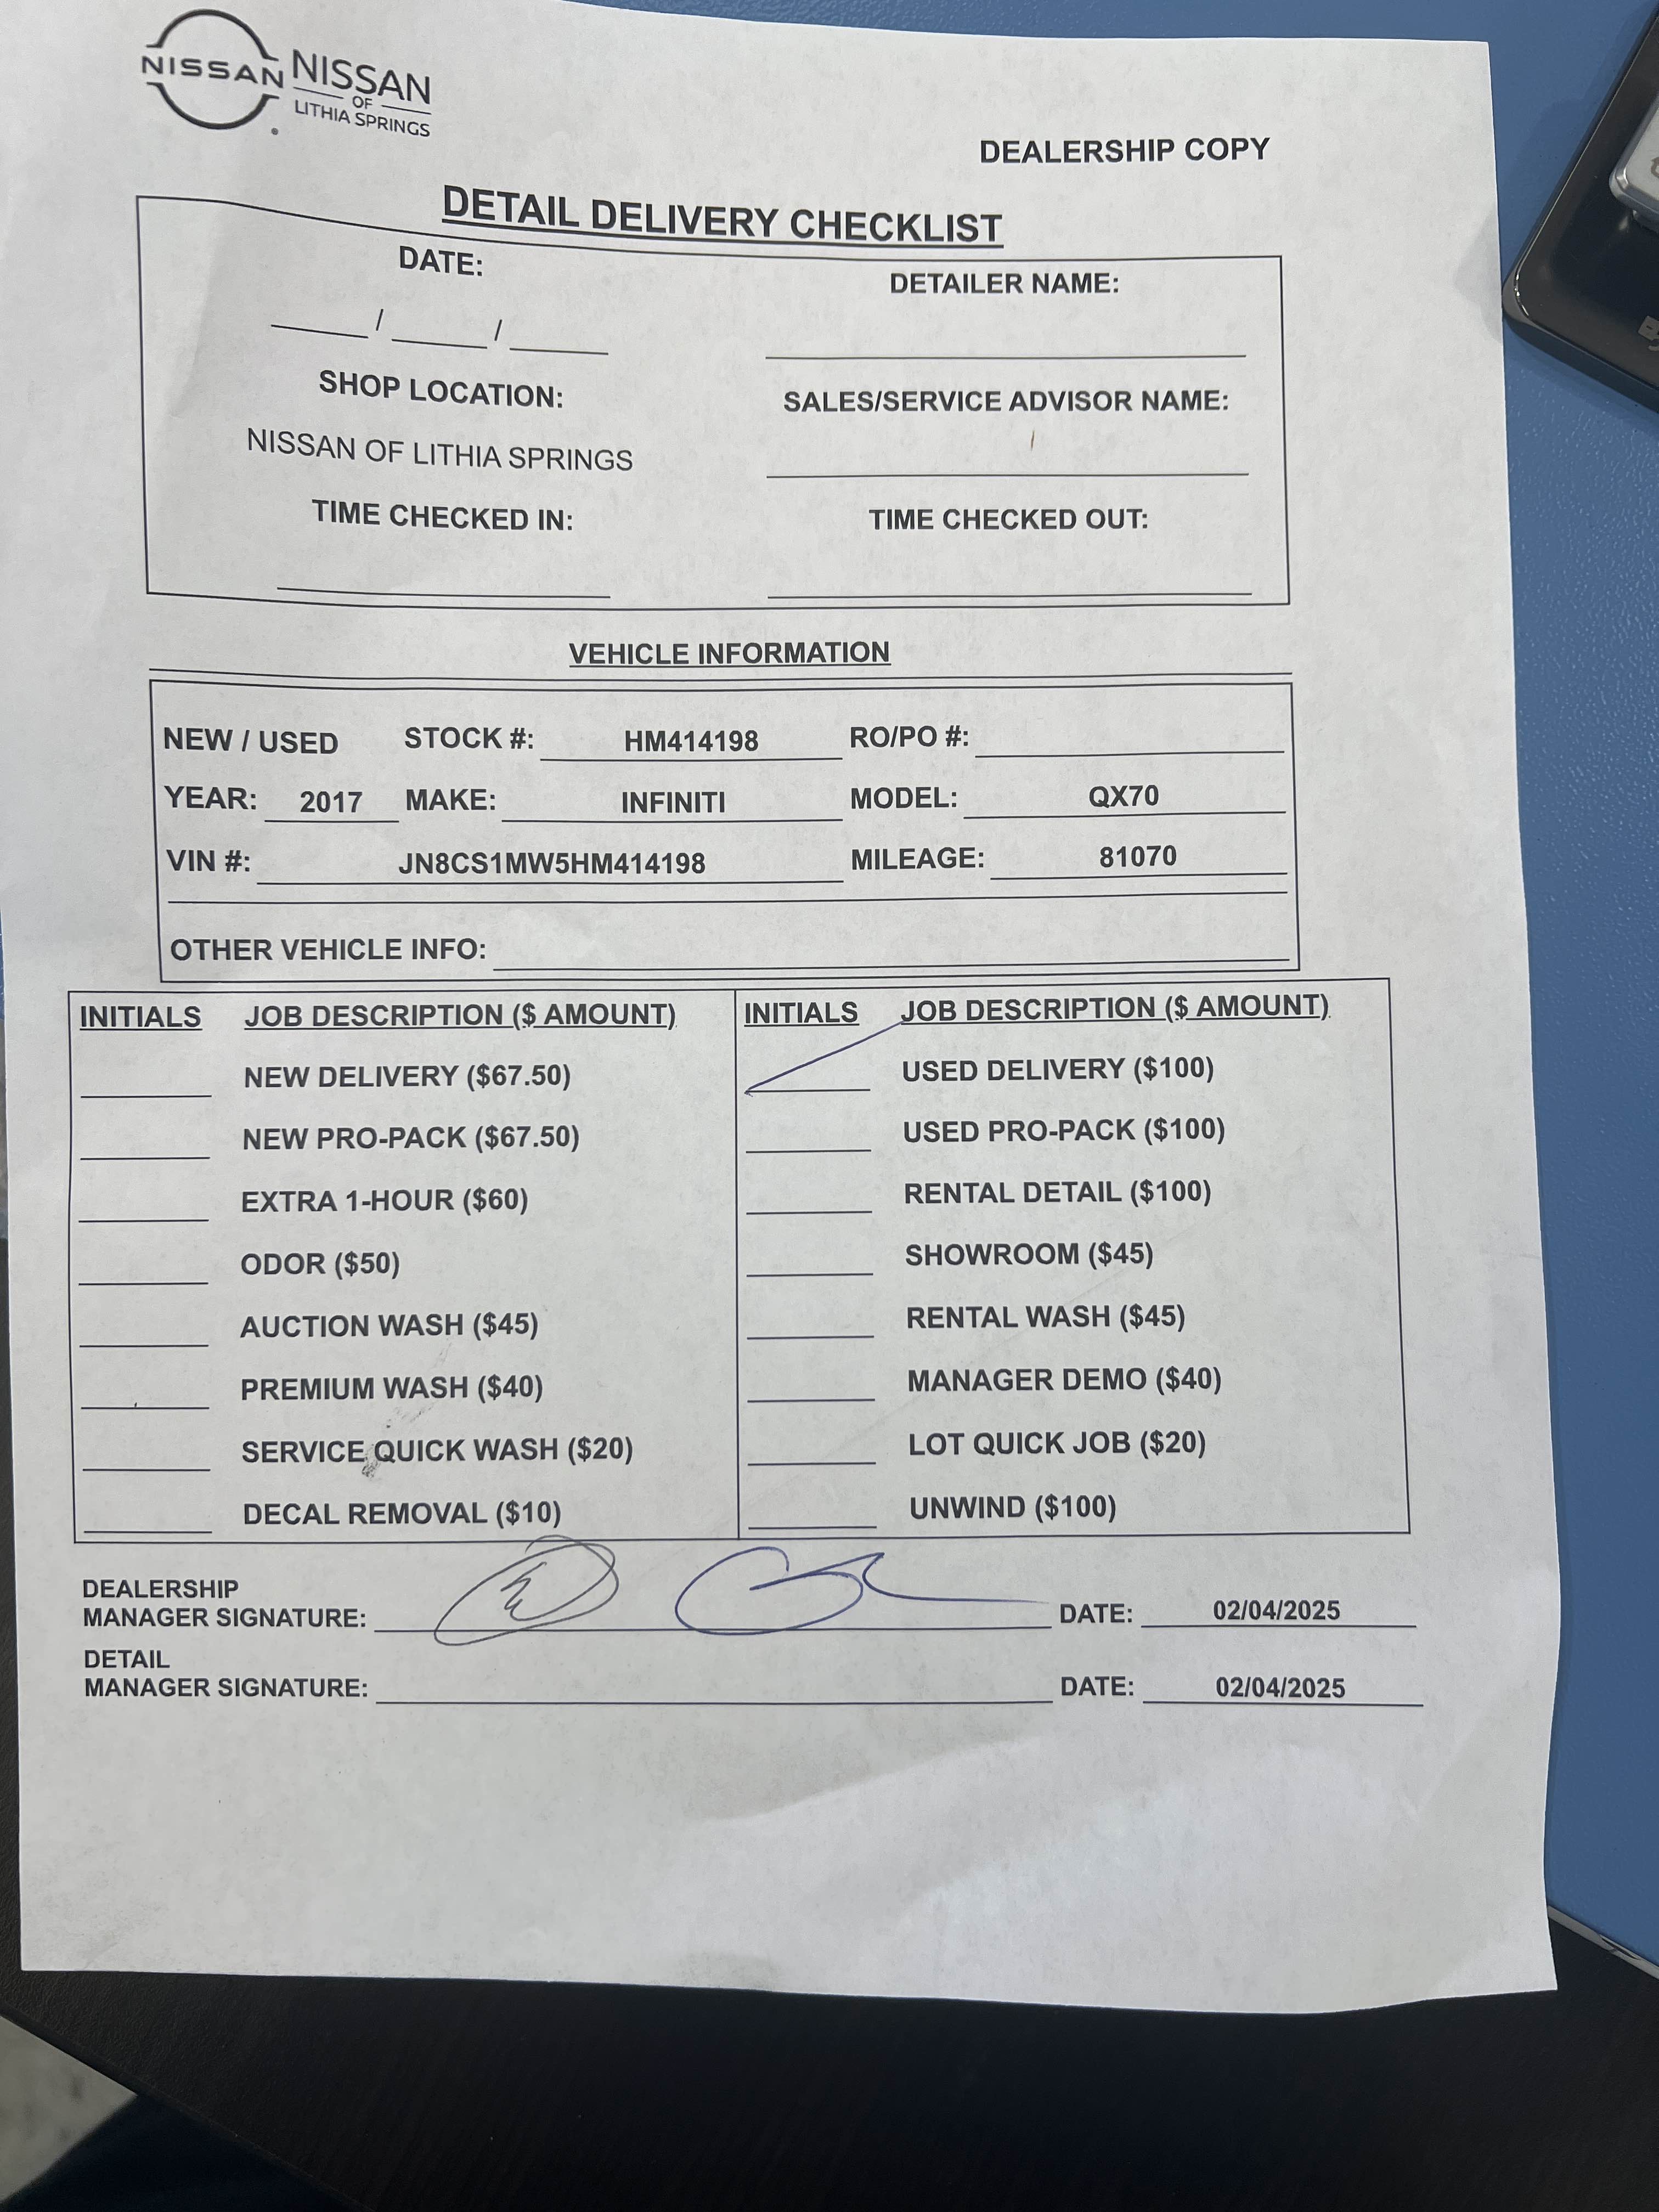 NISSAN
NISSAN
OF
LITHIA SPRINGS
DEALERSHIP COPY
DETAIL DELIVERY CHECKLIST
DATE: DETAILER NAME:
____/____/____
SHOP LOCATION: SALES/SERVICE ADVISOR NAME:
NISSAN OF LITHIA SPRINGS
TIME CHECKED IN: TIME CHECKED OUT:
VEHICLE INFORMATION
NEW / USED STOCK #: HM414198 RO/PO #:
YEAR: 2017 MAKE: INFINITI MODEL: QX70
VIN #: JN8CS1MW5HM414198 MILEAGE: 81070
OTHER VEHICLE INFO:
INITIALS JOB DESCRIPTION ($ AMOUNT) INITIALS JOB DESCRIPTION ($ AMOUNT)
NEW DELIVERY ($67.50) USED DELIVERY ($100)
NEW PRO-PACK ($67.50) USED PRO-PACK ($100)
EXTRA 1-HOUR ($60) RENTAL DETAIL ($100)
ODOR ($50) SHOWROOM ($45)
AUCTION WASH ($45) RENTAL WASH ($45)
PREMIUM WASH ($40) MANAGER DEMO ($40)
SERVICE QUICK WASH ($20) LOT QUICK JOB ($20)
DECAL REMOVAL ($10) UNWIND ($100)
DEALERSHIP
MANAGER SIGNATURE: DATE: 02/04/2025
DETAIL
MANAGER SIGNATURE: DATE: 02/04/2025